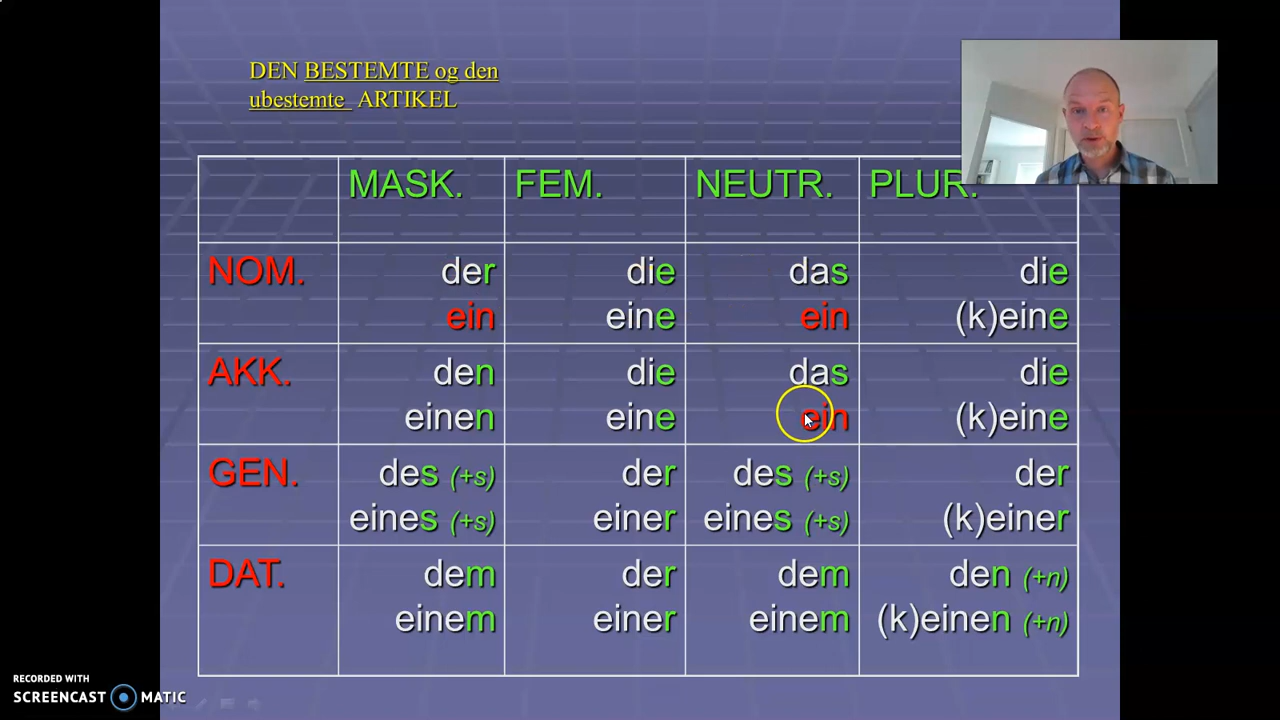 DEN BESTEMTE og den
ubestemte ARTIKEL
MASK. FEM. NEUTR. PLUR.
NOM. der die das die
ein eine ein (k)eine
AKK. den die das die
einen eine ein (k)eine
GEN. des (+s) der des (+s) der
eines (+s) einer eines (+s) (k)einer
DAT. dem der dem den (+n)
einem einer einem (k)einen (+n)
RECORDED WITH
SCREENCAST MATIC